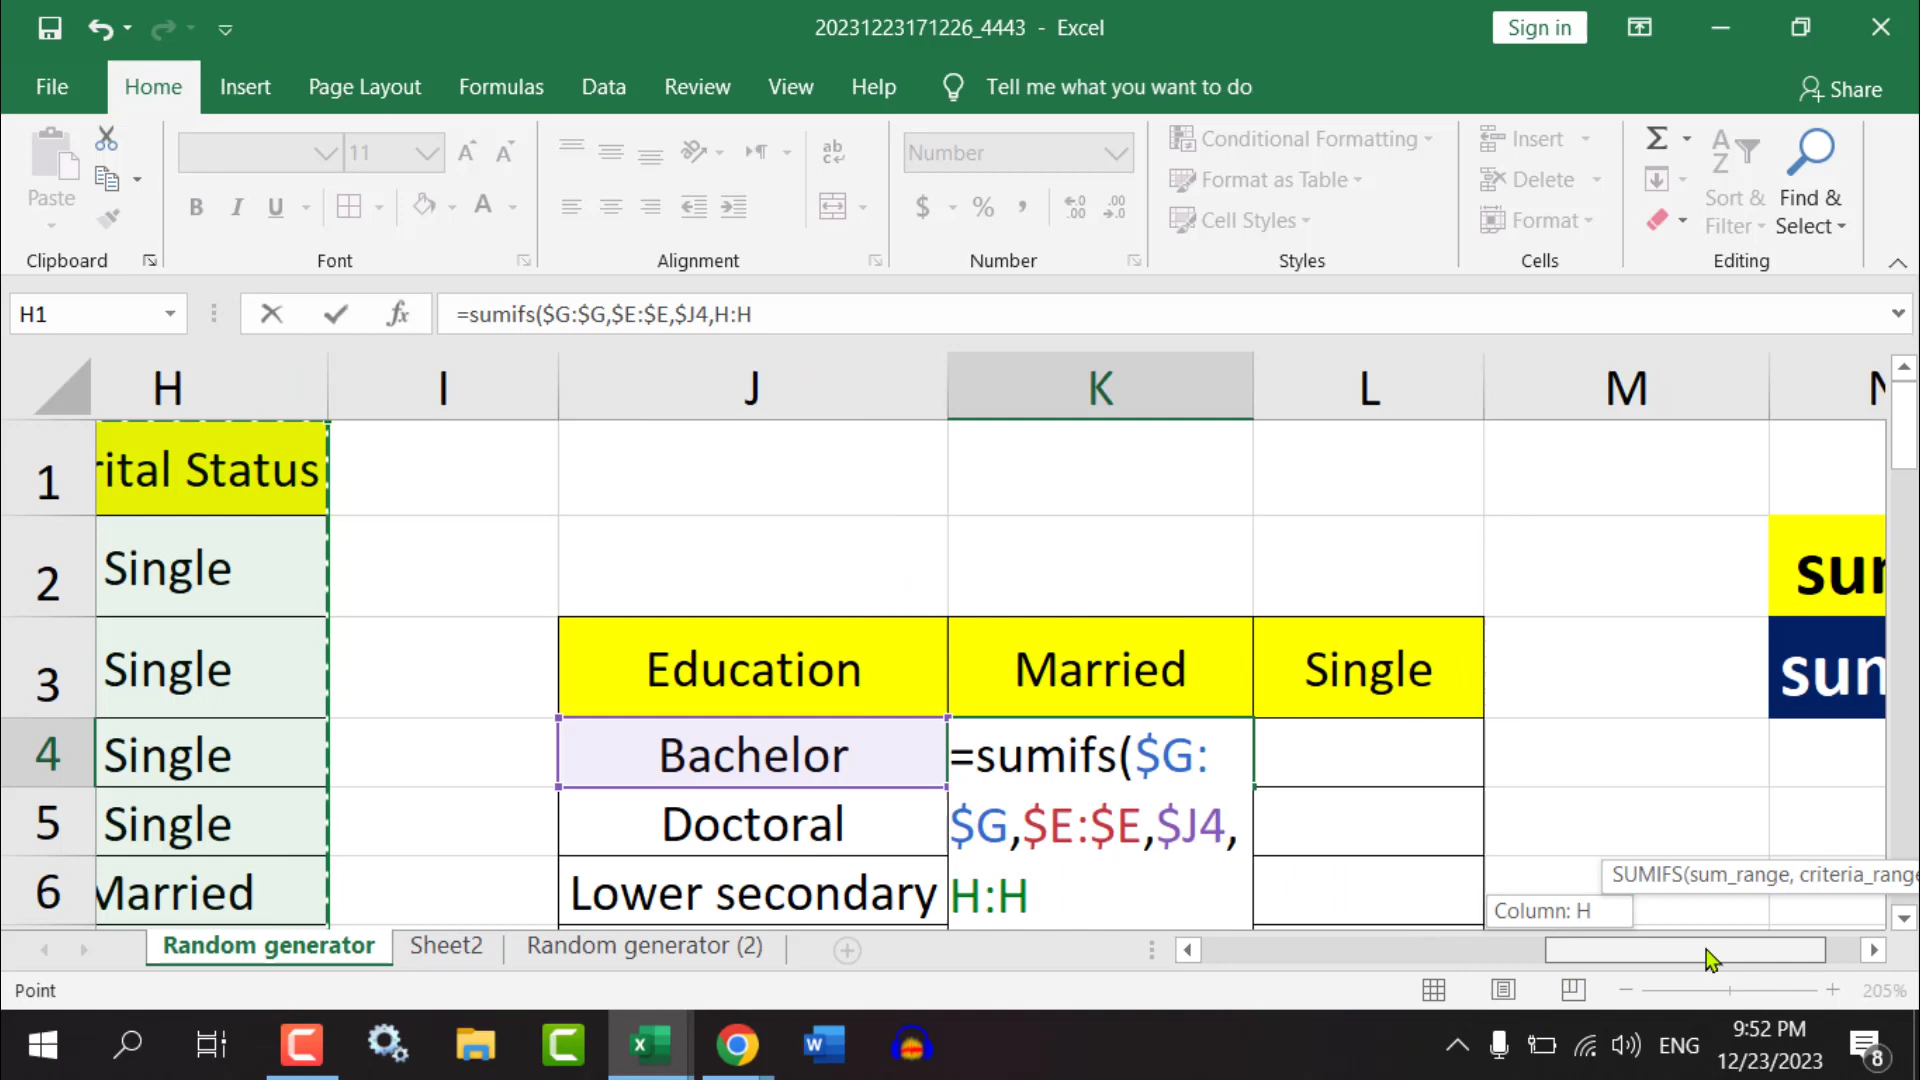 20231223171226_4443 - Excel
Sign in
File Home Insert Page Layout Formulas Data Review View Help Tell me what you want to do Share
Paste
11
Number
Conditional Formatting
Format as Table
Cell Styles
Insert
Delete
Format
Sort & Filter
Find & Select
Clipboard Font Alignment Number Styles Cells Editing
H1 fx =sumifs($G:$G,$E:$E,$J4,H:H
H I J K L M
1 rital Status
2 Single
3 Single Education Married Single
4 Single Bachelor =sumifs($G:
5 Single Doctoral $G,$E:$E,$J4,
6 Married Lower secondary H:H
SUMIFS(sum_range, criteria_range
Column: H
Random generator Sheet2 Random generator (2)
Point
205%
ENG
9:52 PM
12/23/2023
8